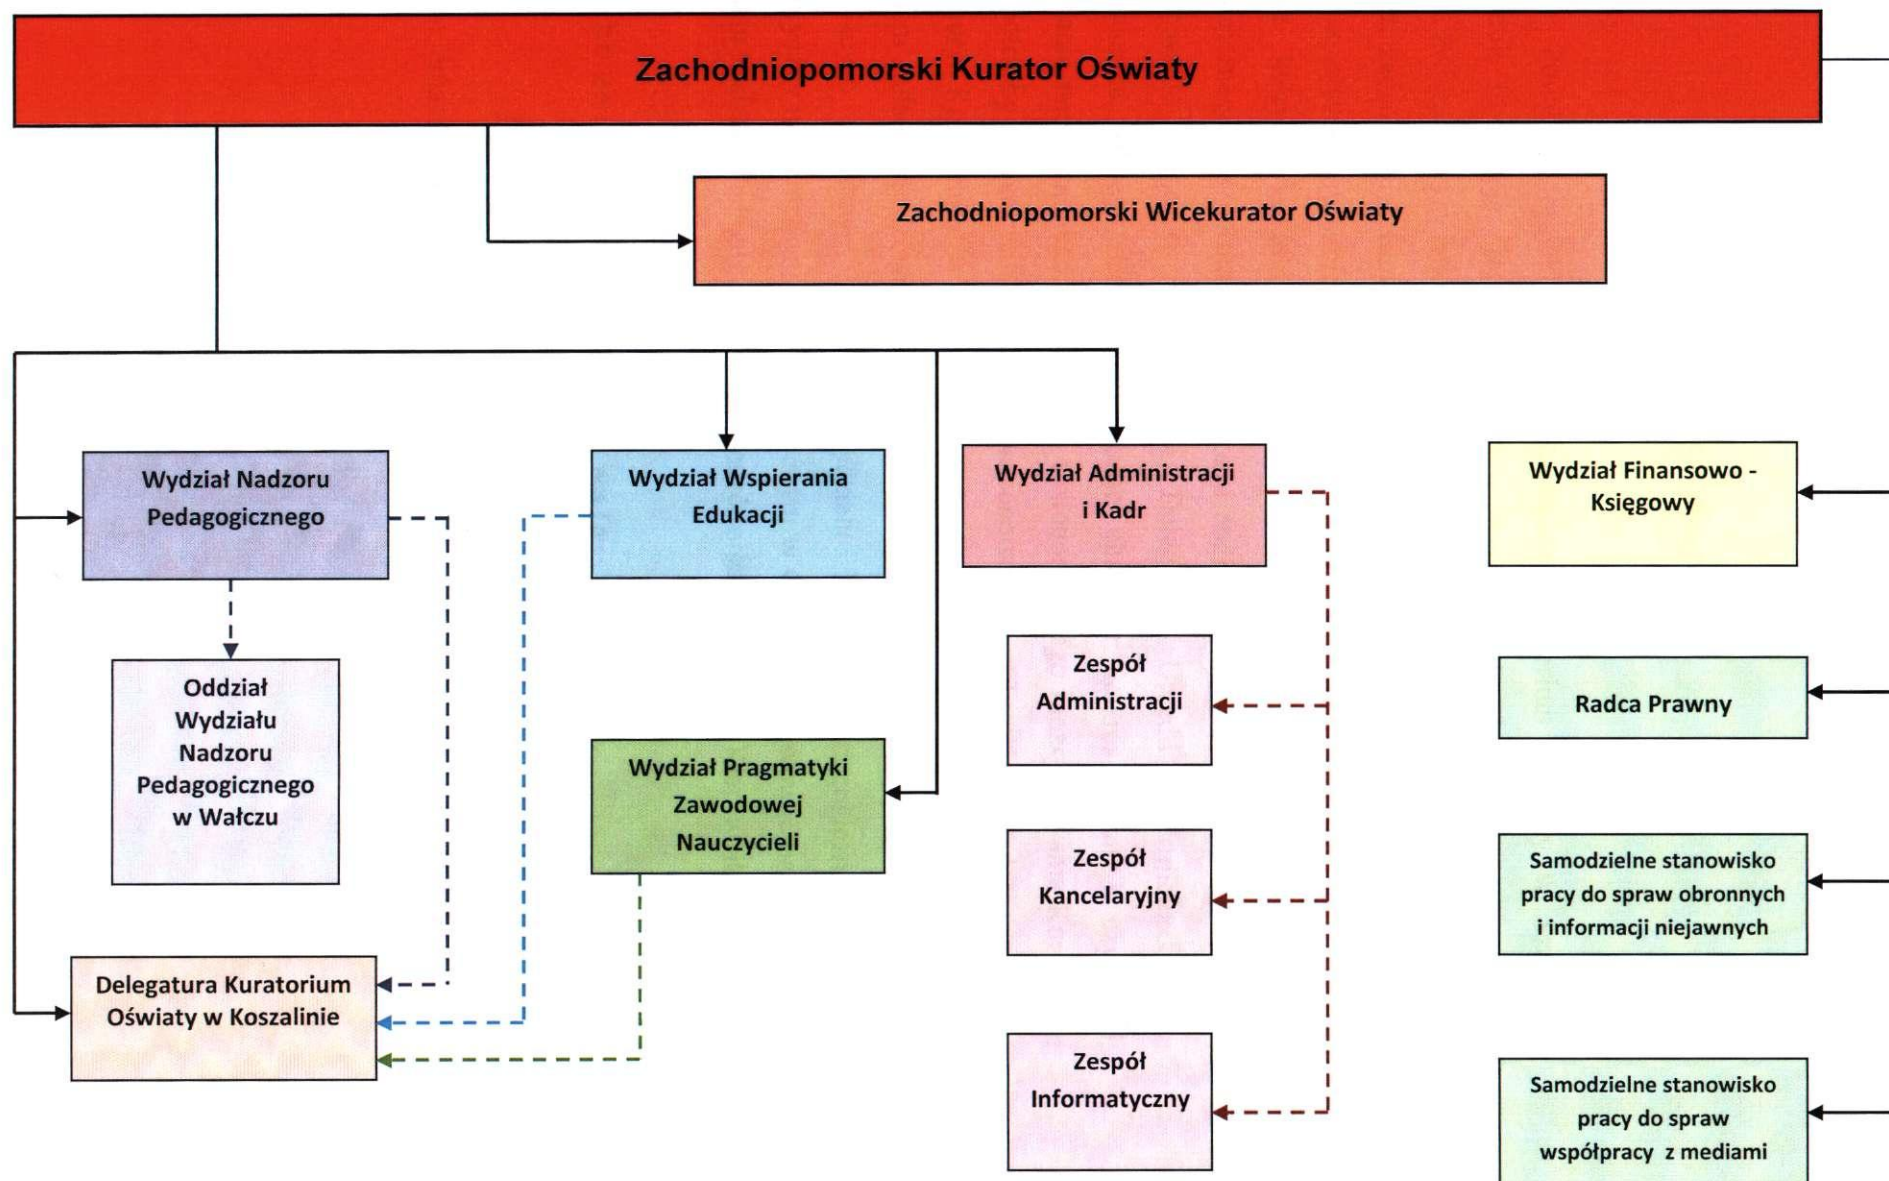 Zachodniopomorski Kurator Oświaty
Zachodniopomorski Wicekurator Oświaty
Wydział Nadzoru
Pedagogicznego
Wydział Wspierania
Edukacji
Wydział Administracji
i Kadr
Wydział Finansowo -
Księgowy
Oddział
Wydziału
Nadzoru
Pedagogicznego
w Wałczu
Zespół
Administracji
Radca Prawny
Wydział Pragmatyki
Zawodowej
Nauczycieli
Zespół
Kancelaryjny
Samodzielne stanowisko
pracy do spraw obronnych
i informacji niejawnych
Delegatura Kuratorium
Oświaty w Koszalinie
Zespół
Informatyczny
Samodzielne stanowisko
pracy do spraw
współpracy z mediami